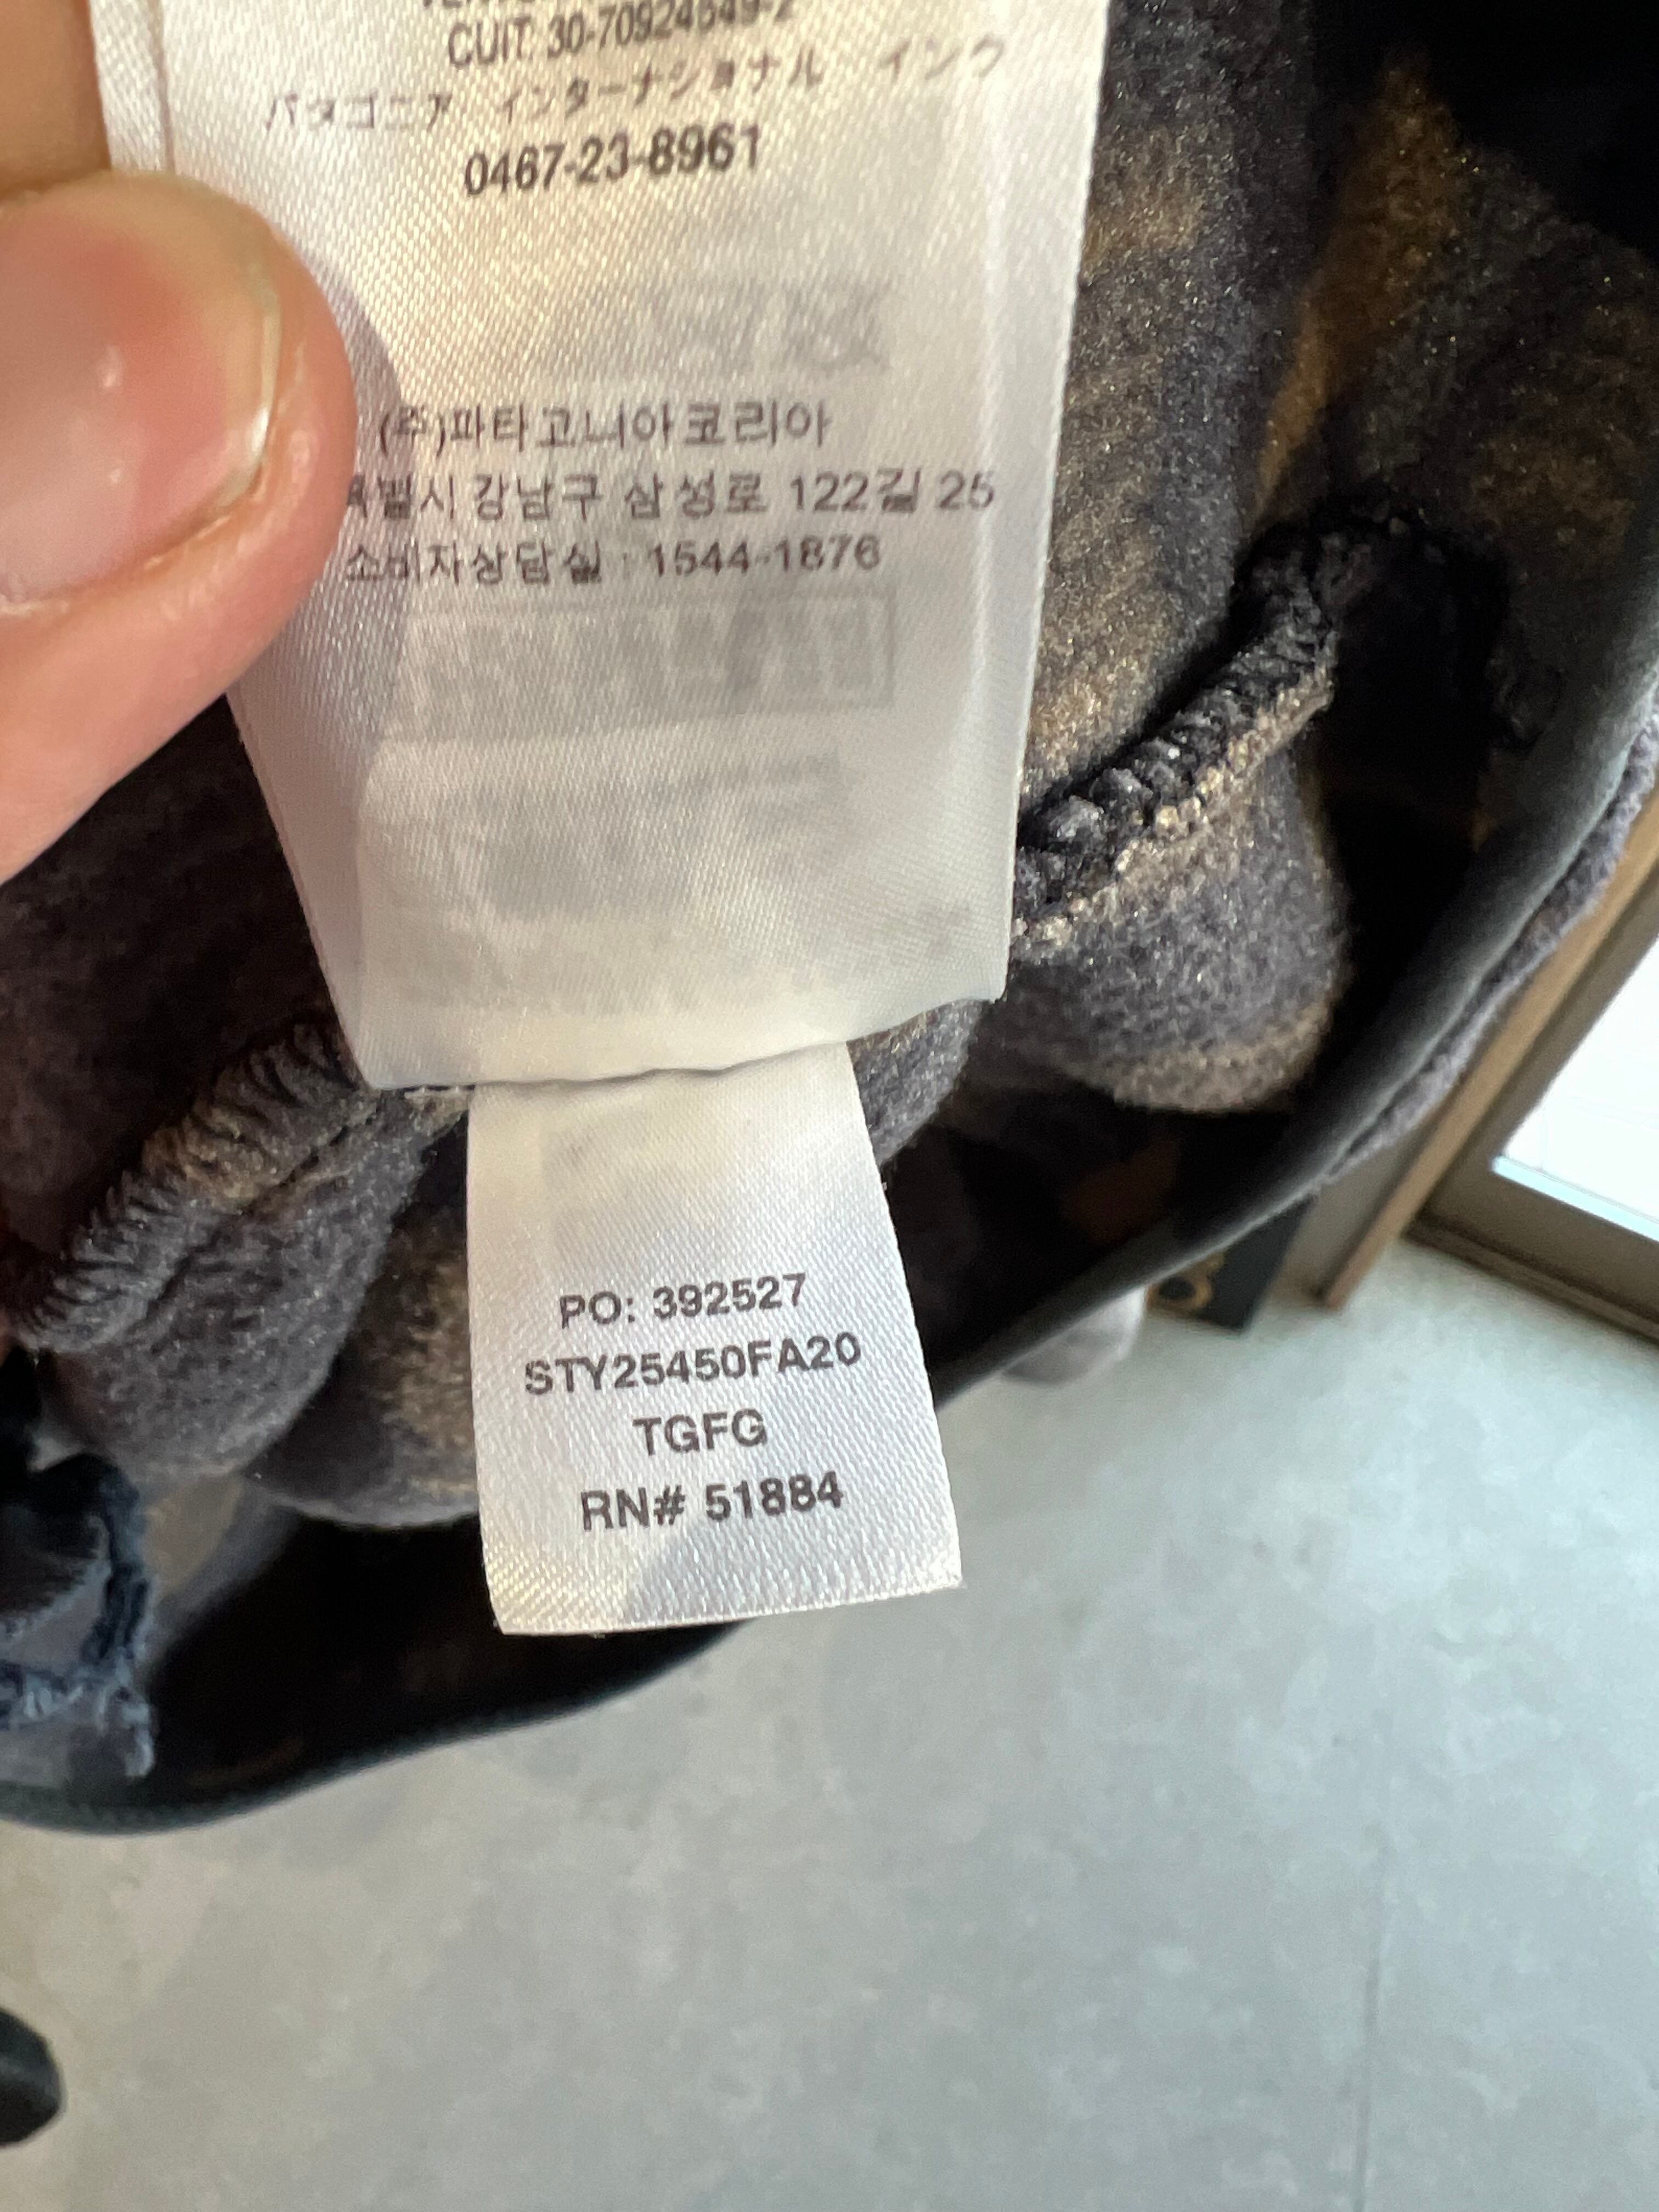 CUIT: 30-70924549-2
パタゴニア インターナショナル インク
0467-23-8961
(주)파타고니아코리아
강남구 삼성로 122길 25
소비자상담실 : 1544-1876
PO: 392527
STY25450FA20
TGFG
RN# 51884